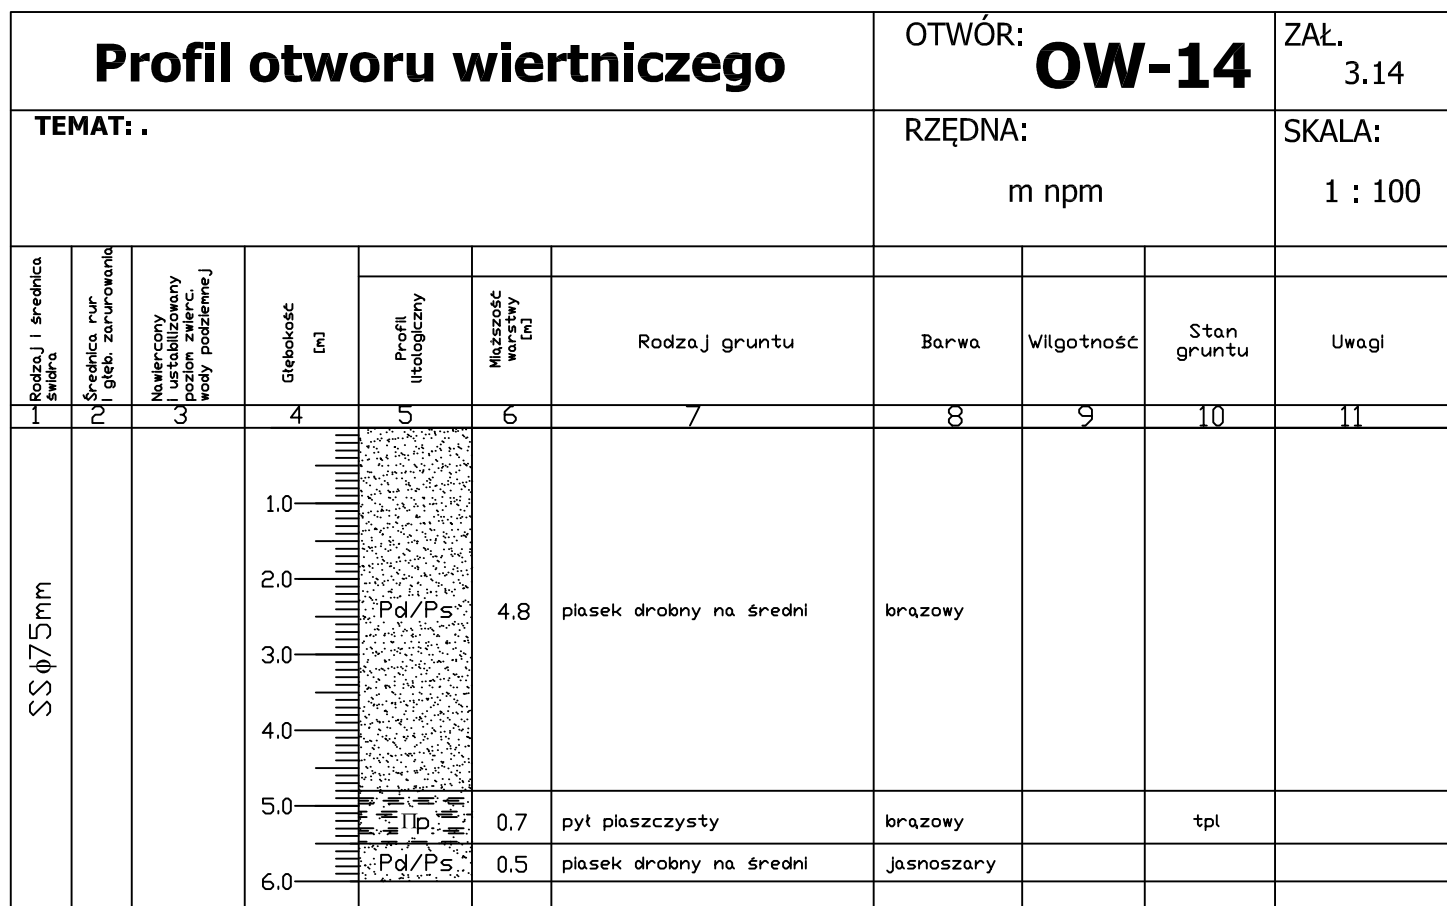 Profil otworu wiertniczego
OTWÓR: OW-14
ZAŁ.
3.14
TEMAT: .
RZĘDNA:
m npm
SKALA:
1 : 100
Rodzaj i średnica
świdra
Średnica rur
i głęb. zarurowania
Nawiercony
i ustabilizowany
poziom zwierc.
wody podziemnej
Głębokość
[m]
Profil
litologiczny
Miąższość
warstwy
[m]
Rodzaj gruntu
Barwa
Wilgotność
Stan
gruntu
Uwagi
1 2 3 4 5 6 7 8 9 10 11
SSϕ75mm
1.0
2.0
Pd/Ps 4.8 piasek drobny na średni brązowy
3.0
4.0
5.0
Πp 0.7 pył piaszczysty brązowy tpl
Pd/Ps 0.5 piasek drobny na średni jasnoszary
6.0